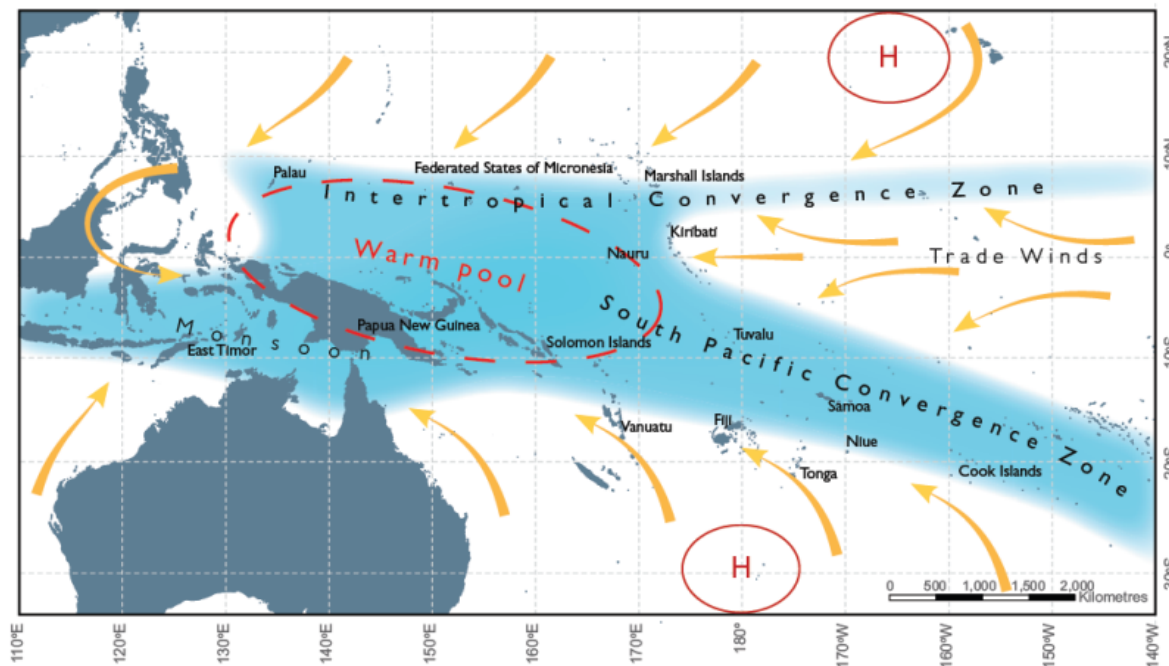 H
20°N
Palau
Federated States of Micronesia
Marshall Islands
10°N
Intertropical Convergence Zone
Kiribati
Warm pool
Nauru
Trade Winds
0°
Monsoon
East Timor
Papua New Guinea
Solomon Islands
South Pacific Convergence Zone
Tuvalu
10°S
Samoa
Vanuatu
Fiji
Niue
Tonga
Cook Islands
20°S
H
30°S
0 500 1,000 1,500 2,000
Kilometres
110°E 120°E 130°E 140°E 150°E 160°E 170°E 180° 170°W 160°W 150°W 140°W